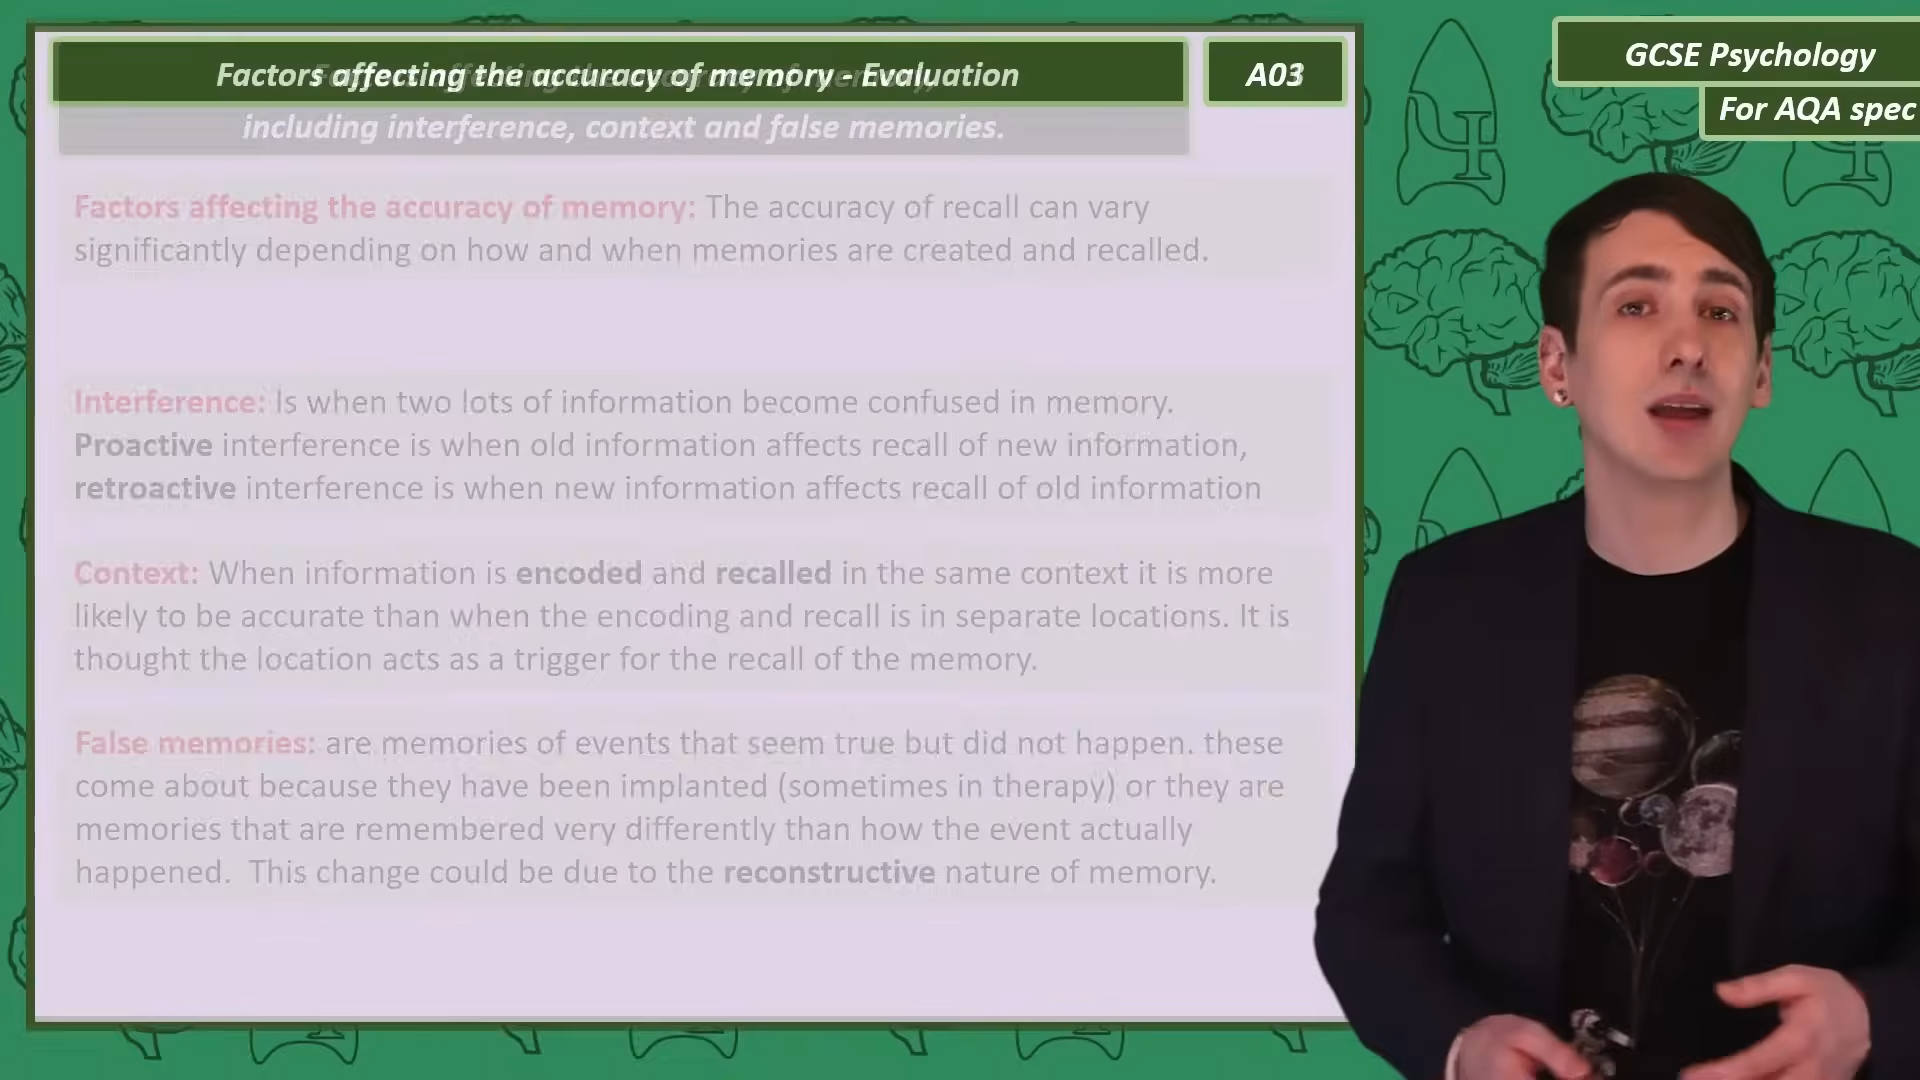 Factors affecting the accuracy of memory - Evaluation
A03
GCSE Psychology
For AQA spec
including interference, context and false memories.
Factors affecting the accuracy of memory: The accuracy of recall can vary
significantly depending on how and when memories are created and recalled.
Interference: Is when two lots of information become confused in memory.
Proactive interference is when old information affects recall of new information,
retroactive interference is when new information affects recall of old information
Context: When information is encoded and recalled in the same context it is more
likely to be accurate than when the encoding and recall is in separate locations. It is
thought the location acts as a trigger for the recall of the memory.
False memories: are memories of events that seem true but did not happen. these
come about because they have been implanted (sometimes in therapy) or they are
memories that are remembered very differently than how the event actually
happened. This change could be due to the reconstructive nature of memory.